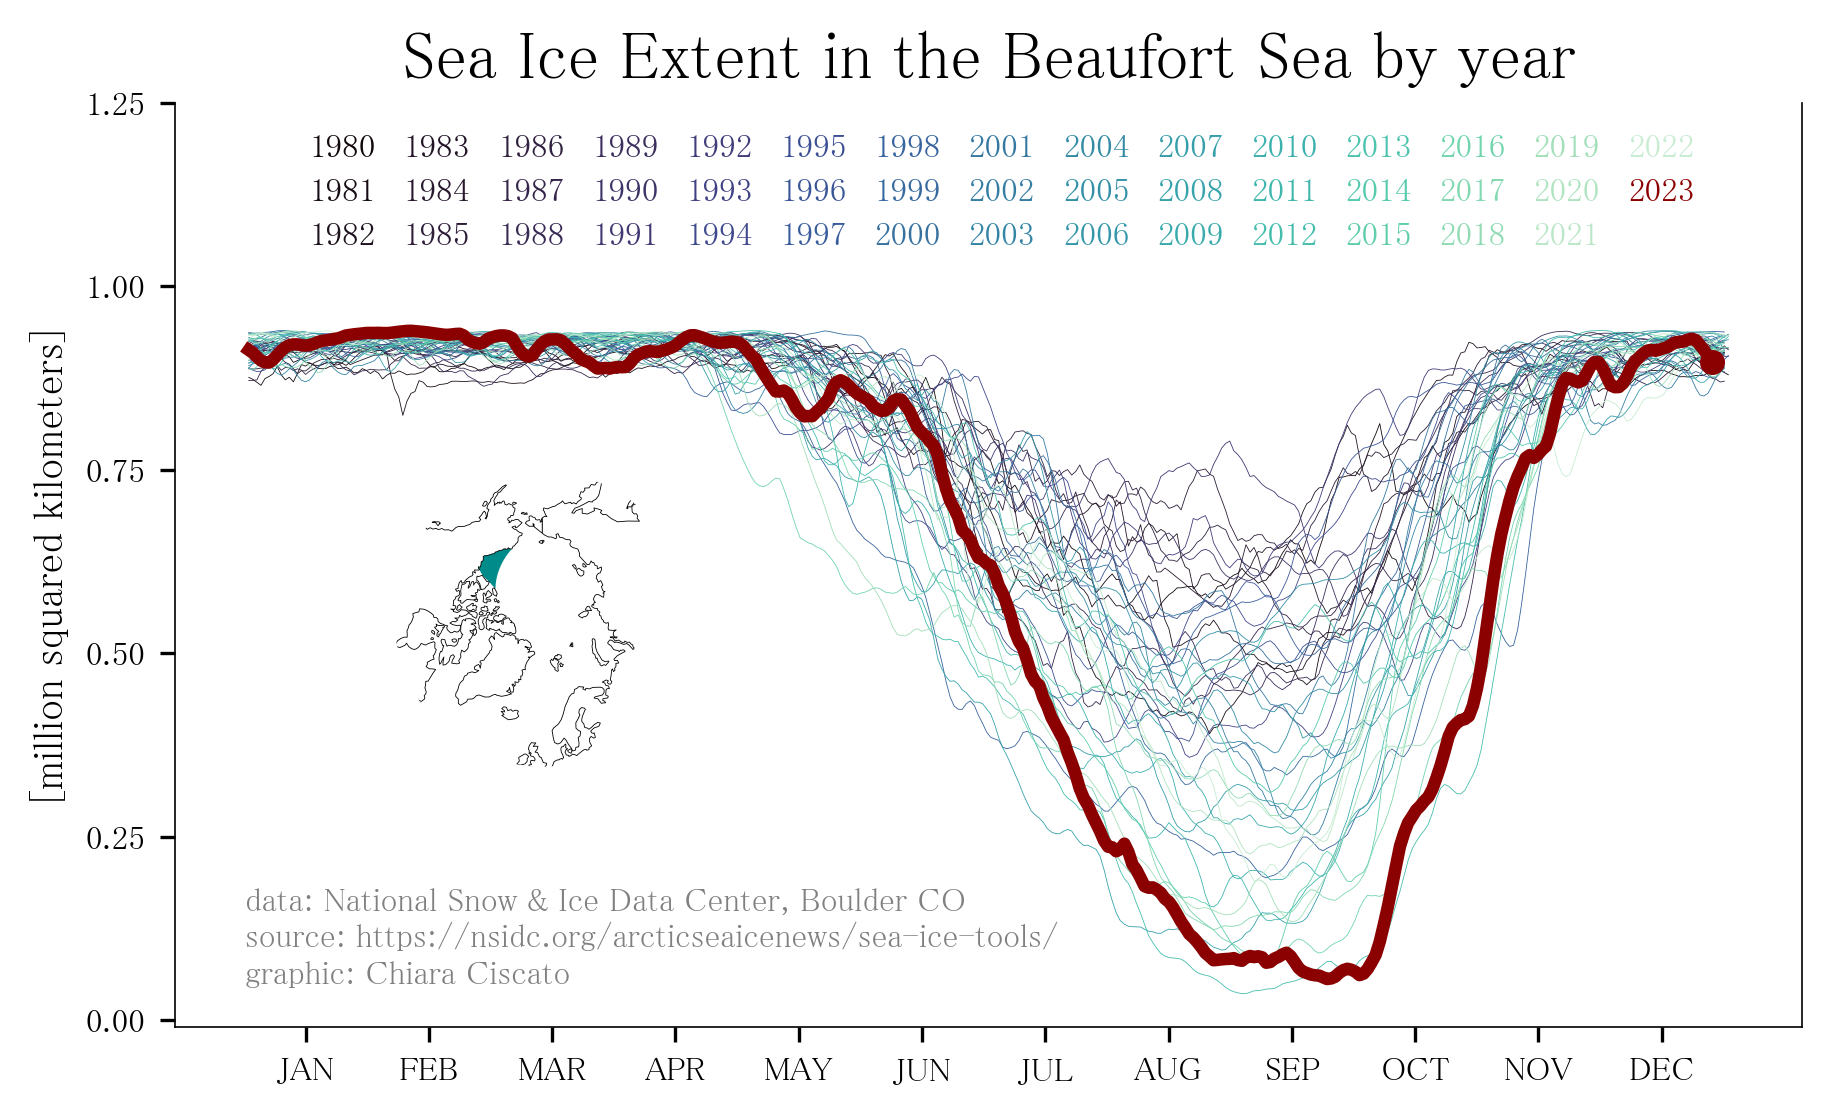 Sea Ice Extent in the Beaufort Sea by year
1.25
1980 1983 1986 1989 1992 1995 1998 2001 2004 2007 2010 2013 2016 2019 2022
1981 1984 1987 1990 1993 1996 1999 2002 2005 2008 2011 2014 2017 2020 2023
1982 1985 1988 1991 1994 1997 2000 2003 2006 2009 2012 2015 2018 2021
1.00
0.75
[million squared kilometers]
0.50
0.25
data: National Snow & Ice Data Center, Boulder CO
source: https://nsidc.org/arcticseaicenews/sea-ice-tools/
graphic: Chiara Ciscato
0.00
JAN FEB MAR APR MAY JUN JUL AUG SEP OCT NOV DEC